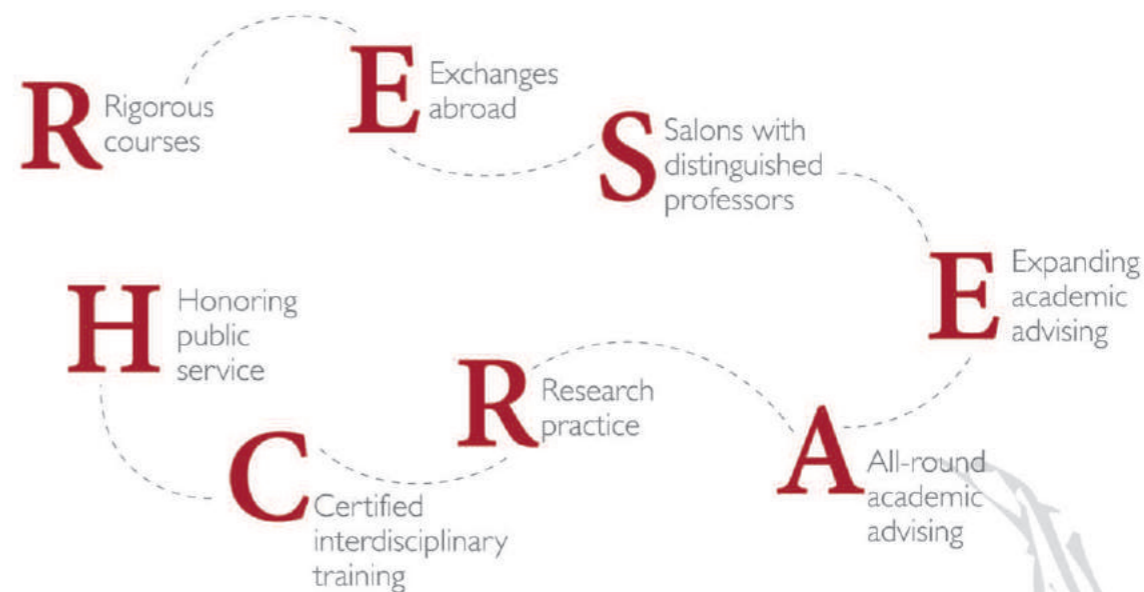 R
Rigorous
courses
E
Exchanges
abroad
S
Salons with
distinguished
professors
E
Expanding
academic
advising
A
All-round
academic
advising
R
Research
practice
C
Certified
interdisciplinary
training
H
Honoring
public
service